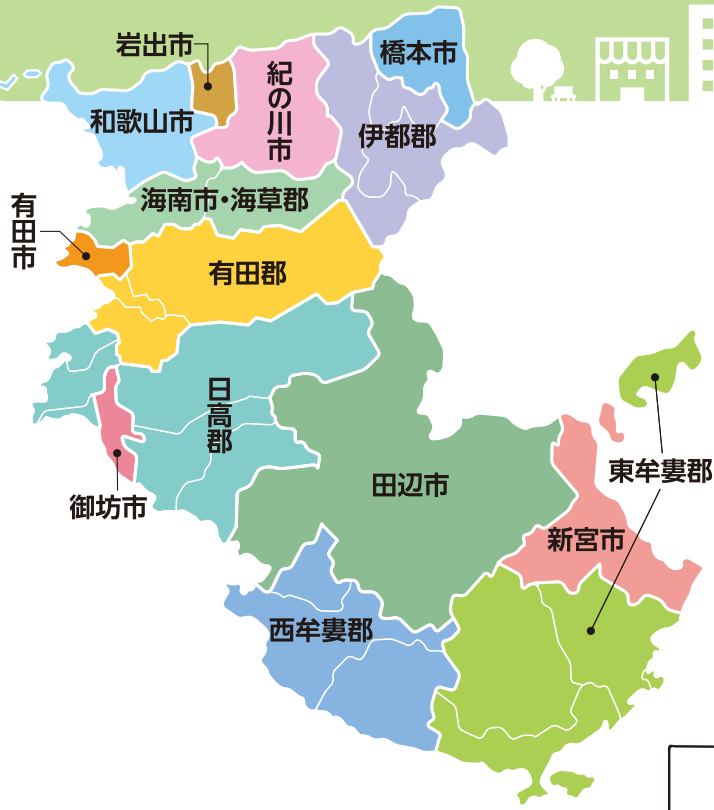 岩出市
橋本市
紀の川市
和歌山市
伊都郡
海南市・海草郡
有田市
有田郡
日高郡
東牟婁郡
田辺市
御坊市
新宮市
西牟婁郡